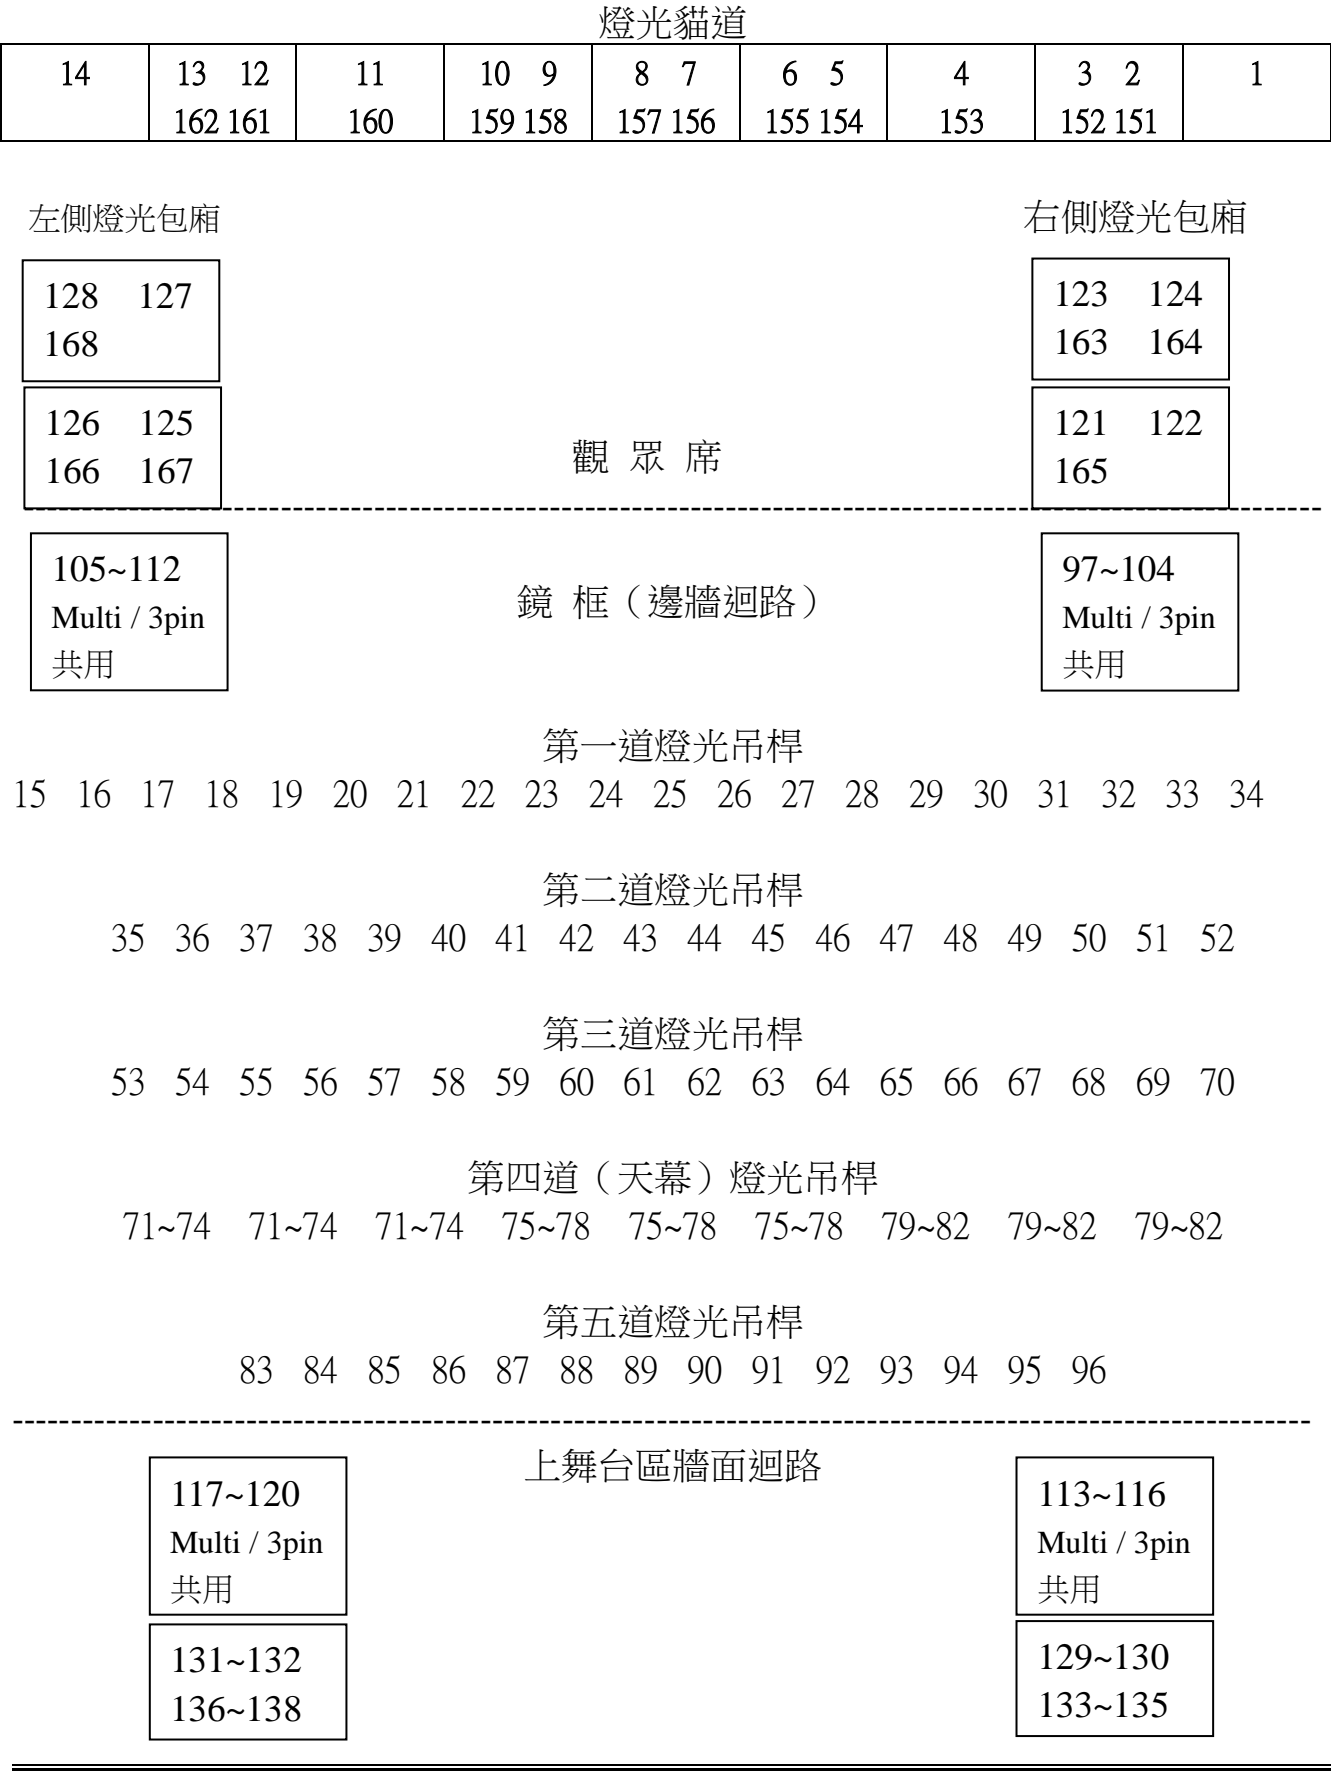 燈光貓道
14 13 12 11 10 9 8 7 6 5 4 3 2 1
162 161 160 159 158 157 156 155 154 153 152 151
左側燈光包廂 右側燈光包廂
128 127 123 124
168 163 164
126 125 121 122
觀 眾 席
166 167 165
105~112 97~104
鏡 框（邊牆迴路）
Multi / 3pin Multi / 3pin
共用 共用
第一道燈光吊桿
15 16 17 18 19 20 21 22 23 24 25 26 27 28 29 30 31 32 33 34
第二道燈光吊桿
35 36 37 38 39 40 41 42 43 44 45 46 47 48 49 50 51 52
第三道燈光吊桿
53 54 55 56 57 58 59 60 61 62 63 64 65 66 67 68 69 70
第四道（天幕）燈光吊桿
71~74 71~74 71~74 75~78 75~78 75~78 79~82 79~82 79~82
第五道燈光吊桿
83 84 85 86 87 88 89 90 91 92 93 94 95 96
上舞台區牆面迴路
117~120 113~116
Multi / 3pin Multi / 3pin
共用 共用
131~132 129~130
136~138 133~135